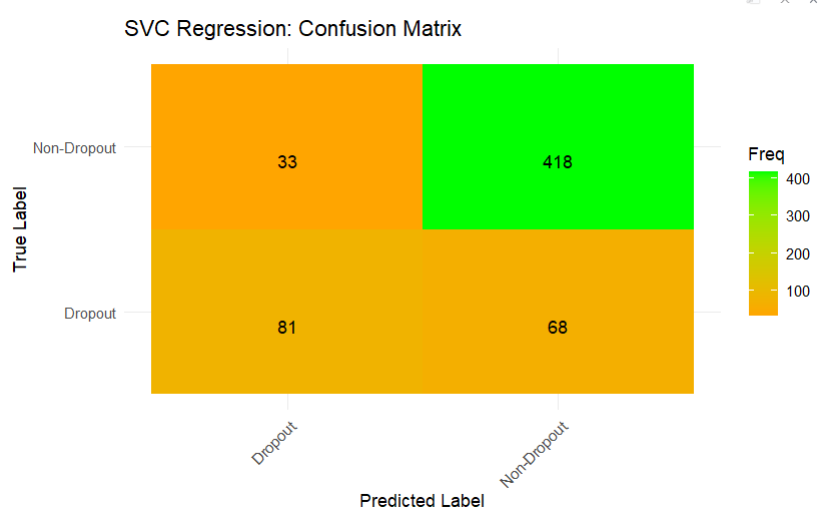 SVC Regression: Confusion Matrix
True Label
Non-Dropout
33
418
Dropout
81
68
Dropout
Non-Dropout
Predicted Label
Freq
400
300
200
100